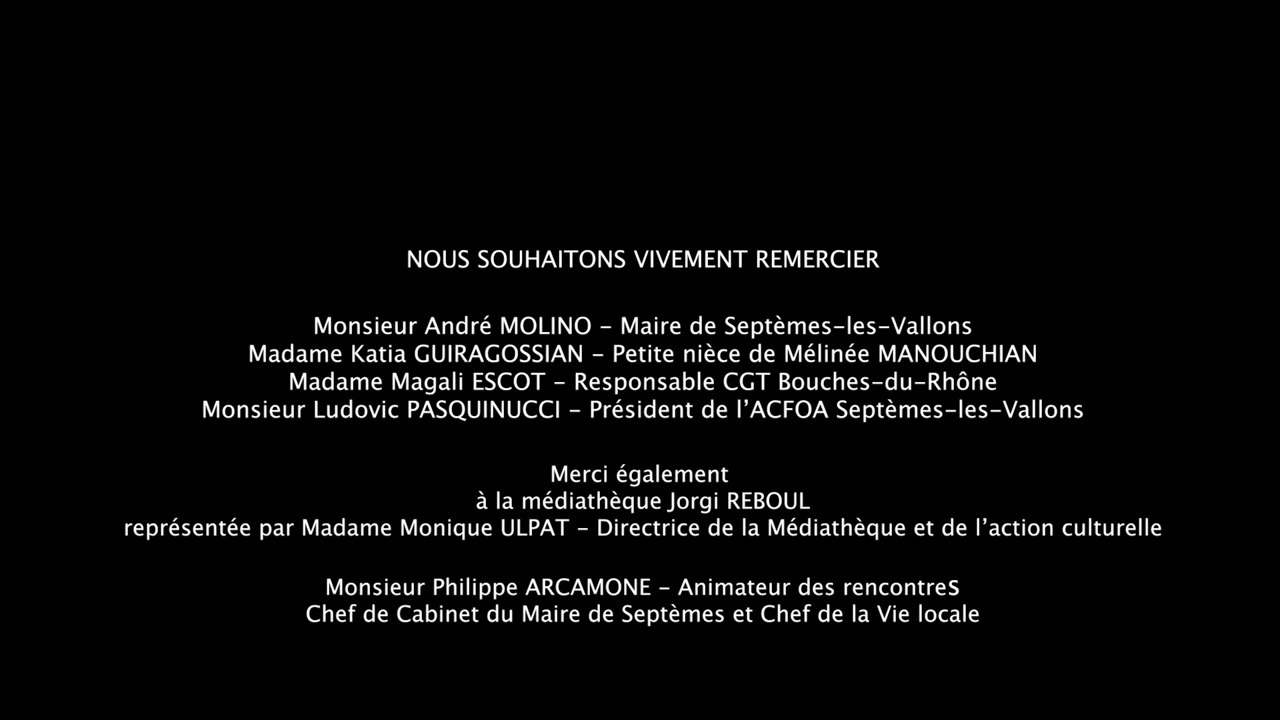 NOUS SOUHAITONS VIVEMENT REMERCIER
Monsieur André MOLINO – Maire de Septèmes-les-Vallons
Madame Katia GUIRAGOSSIAN – Petite nièce de Mélinée MANOUCHIAN
Madame Magali ESCOT – Responsable CGT Bouches-du-Rhône
Monsieur Ludovic PASQUINUCCI – Président de l’ACFOA Septèmes-les-Vallons
Merci également
à la médiathèque Jorgi REBOUL
représentée par Madame Monique ULPAT – Directrice de la Médiathèque et de l’action culturelle
Monsieur Philippe ARCAMONE – Animateur des rencontres
Chef de Cabinet du Maire de Septèmes et Chef de la Vie locale